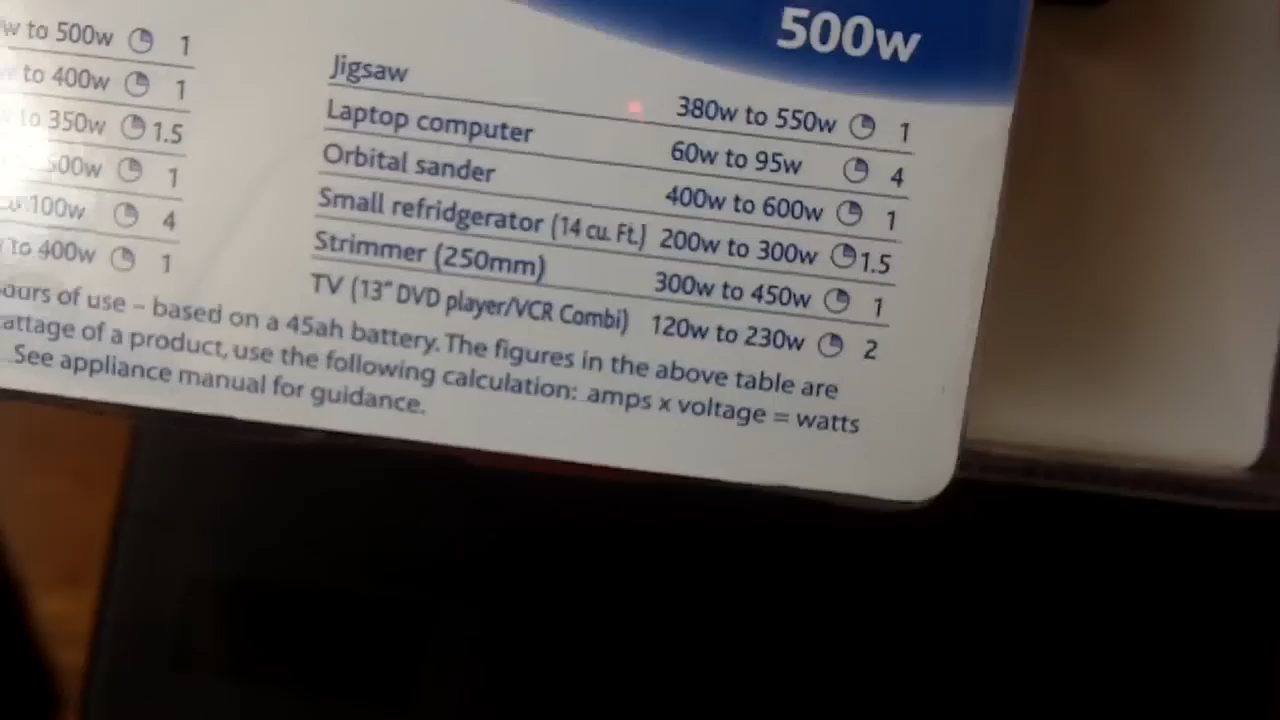 500w
to 500w 1
to 400w 1
to 350w 1.5
500w 1
100w 4
to 400w 1
Jigsaw 380w to 550w 1
Laptop computer 60w to 95w 4
Orbital sander 400w to 600w 1
Small refridgerator (14 cu. Ft.) 200w to 300w 1.5
Strimmer (250mm) 300w to 450w 1
TV (13" DVD player/VCR Combi) 120w to 230w 2
of use – based on a 45ah battery. The figures in the above table are
of a product, use the following calculation: amps x voltage = watts
See appliance manual for guidance.